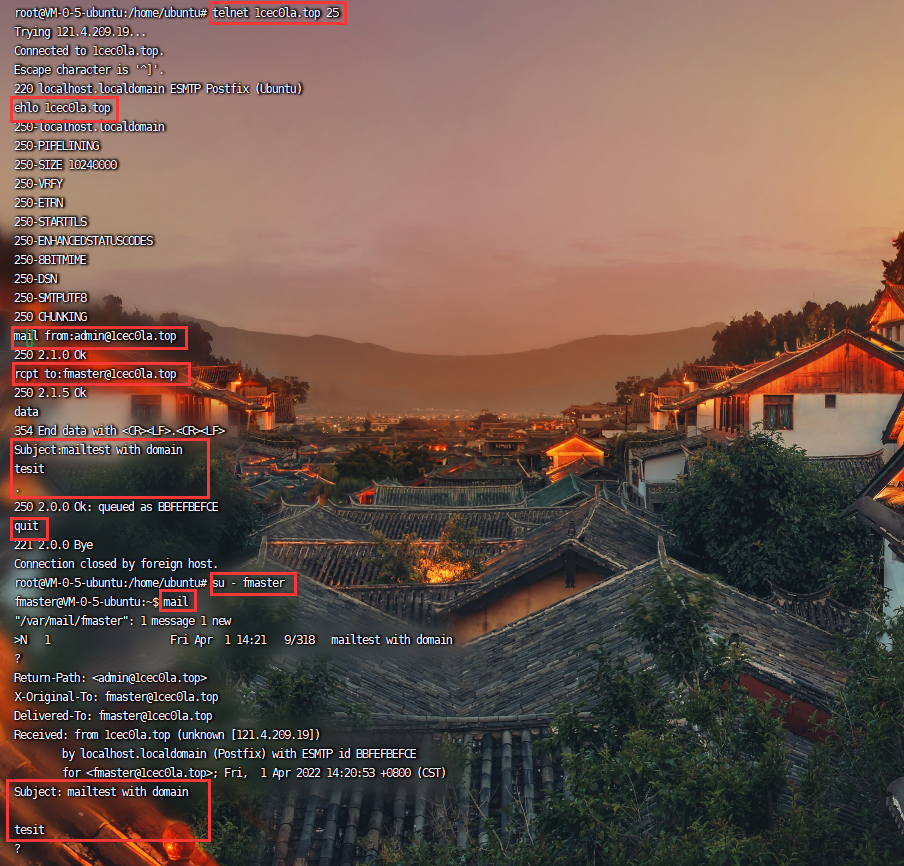 root@VM-0-5-ubuntu:/home/ubuntu# telnet 1cec0la.top 25
Trying 121.4.209.19...
Connected to 1cec0la.top.
Escape character is '^]'.
220 localhost.localdomain ESMTP Postfix (Ubuntu)
ehlo 1cec0la.top
250-localhost.localdomain
250-PIPELINING
250-SIZE 10240000
250-VRFY
250-ETRN
250-STARTTLS
250-ENHANCEDSTATUSCODES
250-8BITMIME
250-DSN
250-SMTPUTF8
250 CHUNKING
mail from:admin@1cec0la.top
250 2.1.0 Ok
rcpt to:fmaster@1cec0la.top
250 2.1.5 Ok
data
354 End data with <CR><LF>.<CR><LF>
Subject:mailtest with domain
tesit
.
250 2.0.0 Ok: queued as BBFEFBEFCE
quit
221 2.0.0 Bye
Connection closed by foreign host.
root@VM-0-5-ubuntu:/home/ubuntu# su - fmaster
fmaster@VM-0-5-ubuntu:~$ mail
"/var/mail/fmaster": 1 message 1 new
>N   1                    Fri Apr  1 14:21   9/318   mailtest with domain
?
Return-Path: <admin@1cec0la.top>
X-Original-To: fmaster@1cec0la.top
Delivered-To: fmaster@1cec0la.top
Received: from 1cec0la.top (unknown [121.4.209.19])
        by localhost.localdomain (Postfix) with ESMTP id BBFEFBEFCE
        for <fmaster@1cec0la.top>; Fri,  1 Apr 2022 14:20:53 +0800 (CST)
Subject: mailtest with domain

tesit
?